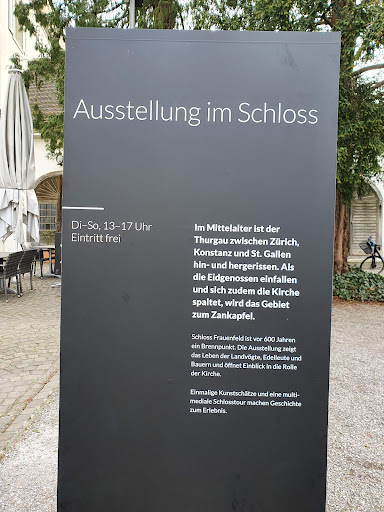 Ausstellung im Schloss
Di–So, 13–17 Uhr
Eintritt frei
Im Mittelalter ist der
Thurgau zwischen Zürich,
Konstanz und St. Gallen
hin- und hergerissen. Als
die Eidgenossen einfallen
und sich zudem die Kirche
spaltet, wird das Gebiet
zum Zankapfel.
Schloss Frauenfeld ist vor 600 Jahren
ein Brennpunkt. Die Ausstellung zeigt
das Leben der Landvögte, Edelleute und
Bauern und öffnet Einblick in die Rolle
der Kirche.
Einmalige Kunstschätze und eine multi-
mediale Schlosstour machen Geschichte
zum Erlebnis.